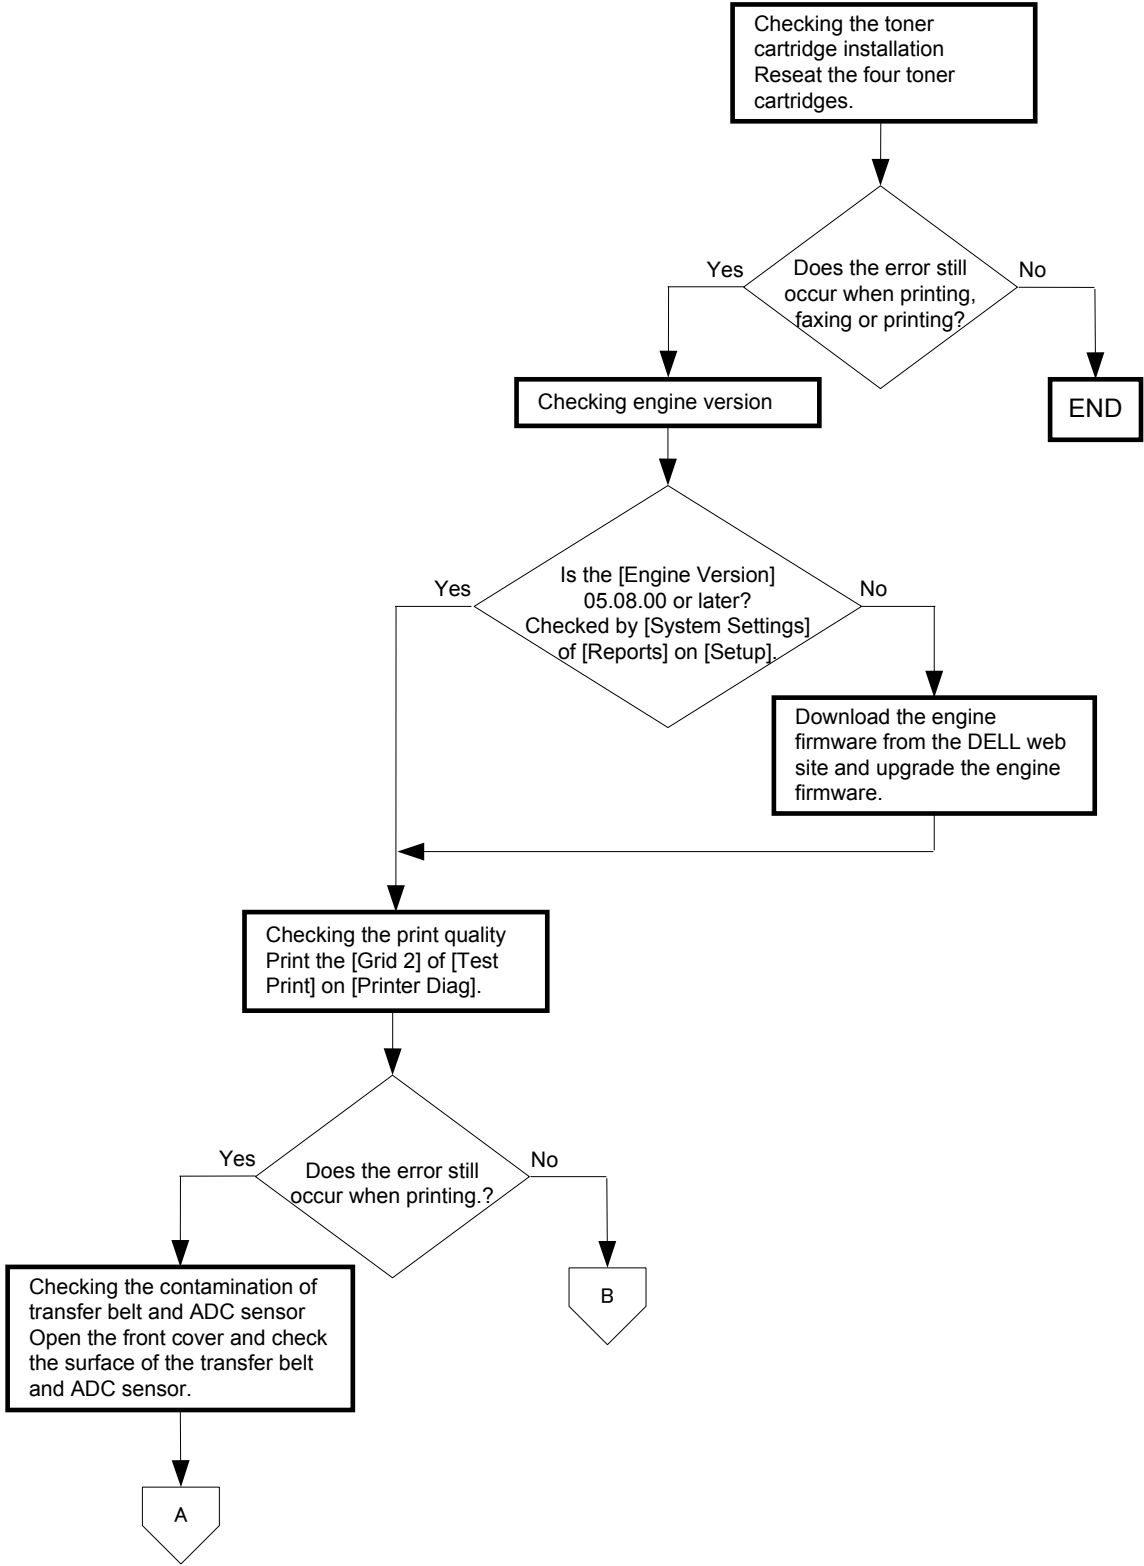 Checking the toner
cartridge installation
Reseat the four toner
cartridges.
Yes
Does the error still
occur when printing,
faxing or printing?
No
Checking engine version
END
Yes
Is the [Engine Version]
05.08.00 or later?
Checked by [System Settings]
of [Reports] on [Setup].
No
Download the engine
firmware from the DELL web
site and upgrade the engine
firmware.
Checking the print quality
Print the [Grid 2] of [Test
Print] on [Printer Diag].
Yes
Does the error still
occur when printing.?
No
Checking the contamination of
transfer belt and ADC sensor
Open the front cover and check
the surface of the transfer belt
and ADC sensor.
B
A